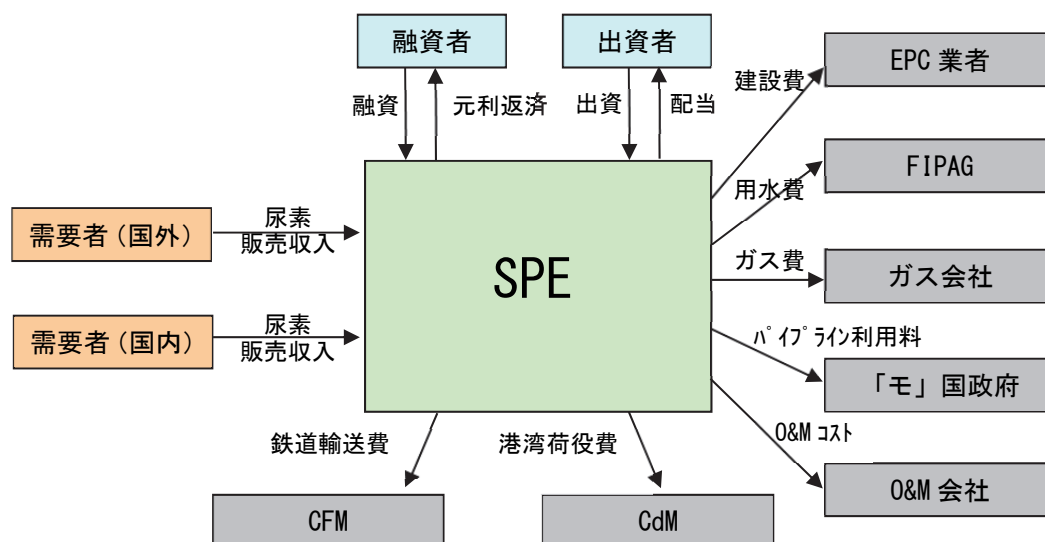 融資者
出資者
EPC 業者
建設費
融資
元利返済
出資
配当
FIPAG
用水費
需要者(国外)
尿素
販売収入
SPE
ガス費
ガス会社
需要者(国内)
尿素
販売収入
ﾊﾟｲﾌﾟﾗｲﾝ利用料
「モ」国政府
O&M ｺｽﾄ
鉄道輸送費
港湾荷役費
O&M 会社
CFM
CdM